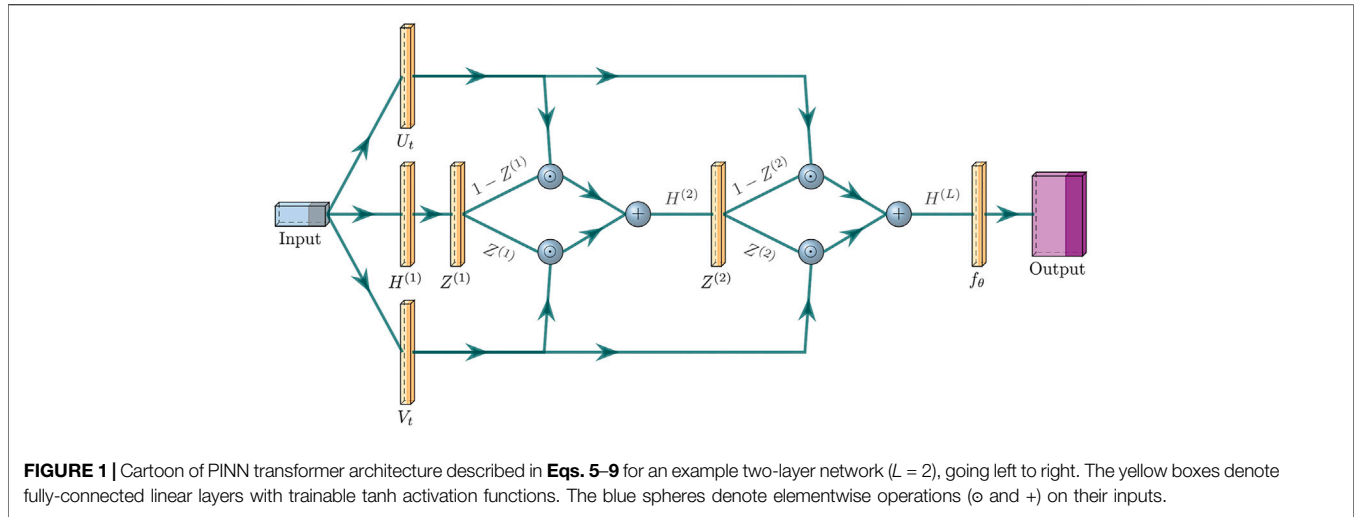 U_t
1 − Z^(1)
1 − Z^(2)
H^(2)
H^(L)
Input
Z^(1)
Z^(2)
Output
H^(1)
Z^(1)
Z^(2)
f_θ
V_t
FIGURE 1 | Cartoon of PINN transformer architecture described in Eqs. 5–9 for an example two-layer network (L = 2), going left to right. The yellow boxes denote
fully-connected linear layers with trainable tanh activation functions. The blue spheres denote elementwise operations (⊙ and +) on their inputs.